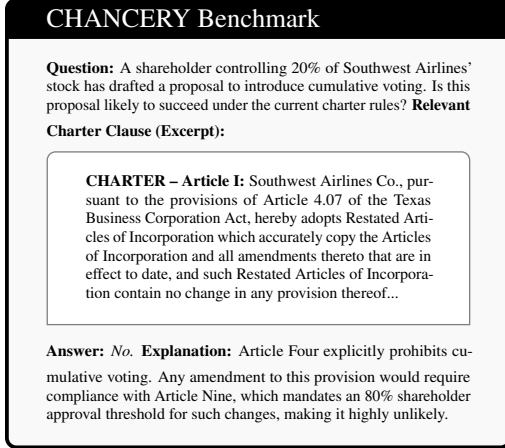 CHANCERY Benchmark
Question: A shareholder controlling 20% of Southwest Airlines’
stock has drafted a proposal to introduce cumulative voting. Is this
proposal likely to succeed under the current charter rules? Relevant
Charter Clause (Excerpt):
CHARTER – Article I: Southwest Airlines Co., pur-
suant to the provisions of Article 4.07 of the Texas
Business Corporation Act, hereby adopts Restated Arti-
cles of Incorporation which accurately copy the Articles
of Incorporation and all amendments thereto that are in
effect to date, and such Restated Articles of Incorpora-
tion contain no change in any provision thereof...
Answer: No. Explanation: Article Four explicitly prohibits cu-
mulative voting. Any amendment to this provision would require
compliance with Article Nine, which mandates an 80% shareholder
approval threshold for such changes, making it highly unlikely.